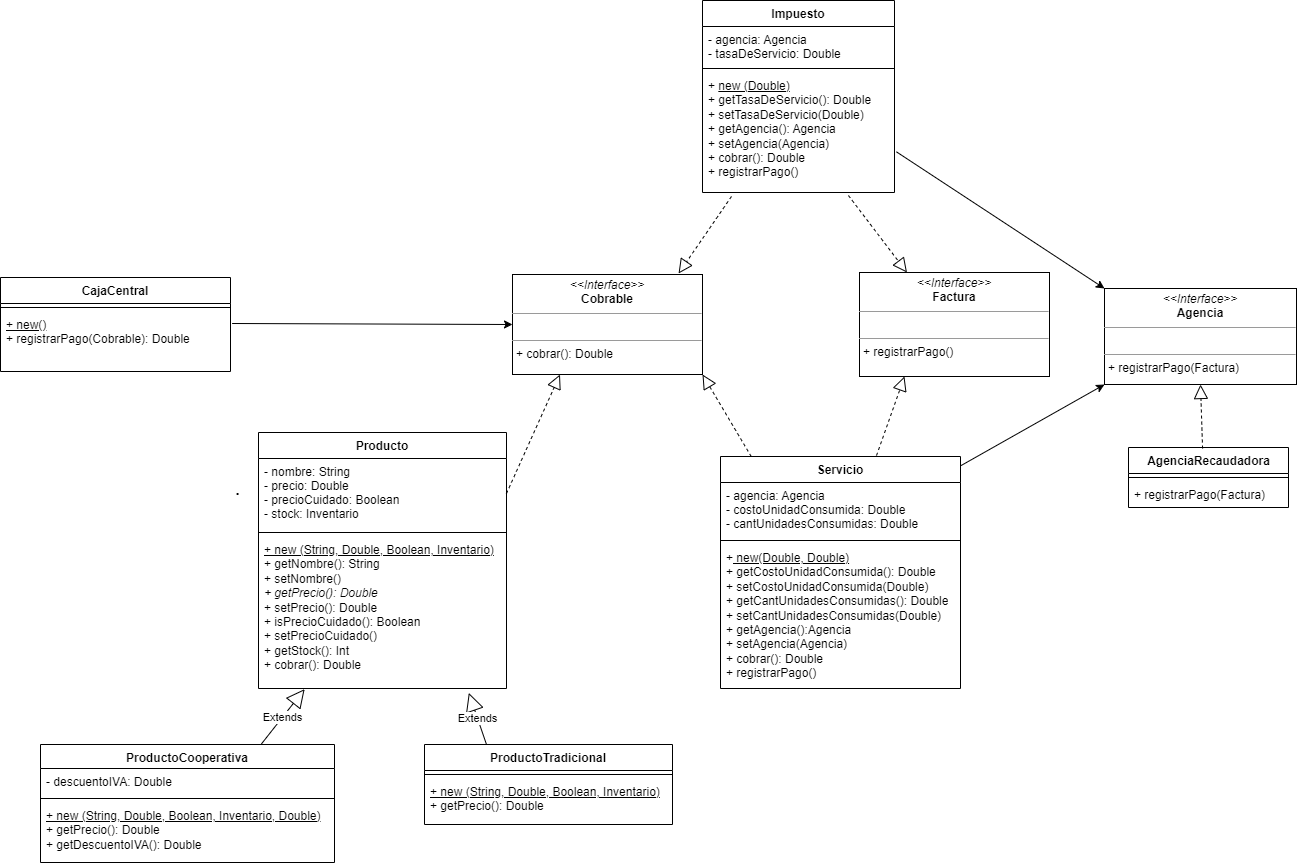 Impuesto
- agencia: Agencia
- tasaDeServicio: Double
+ new (Double)
+ getTasaDeServicio(): Double
+ setTasaDeServicio(Double)
+ getAgencia(): Agencia
+ setAgencia(Agencia)
+ cobrar(): Double
+ registrarPago()
CajaCentral
+ new()
+ registrarPago(Cobrable): Double
<<Interface>>
Cobrable
+ cobrar(): Double
<<Interface>>
Factura
+ registrarPago()
<<Interface>>
Agencia
+ registrarPago(Factura)
Producto
- nombre: String
- precio: Double
- precioCuidado: Boolean
- stock: Inventario
+ new (String, Double, Boolean, Inventario)
+ getNombre(): String
+ setNombre()
+ getPrecio(): Double
+ setPrecio(): Double
+ isPrecioCuidado(): Boolean
+ setPrecioCuidado()
+ getStock(): Int
+ cobrar(): Double
Servicio
- agencia: Agencia
- costoUnidadConsumida: Double
- cantUnidadesConsumidas: Double
+ new(Double, Double)
+ getCostoUnidadConsumida(): Double
+ setCostoUnidadConsumida(Double)
+ getCantUnidadesConsumidas(): Double
+ setCantUnidadesConsumidas(Double)
+ getAgencia():Agencia
+ setAgencia(Agencia)
+ cobrar(): Double
+ registrarPago()
AgenciaRecaudadora
+ registrarPago(Factura)
Extends
Extends
ProductoCooperativa
- descuentoIVA: Double
+ new (String, Double, Boolean, Inventario, Double)
+ getPrecio(): Double
+ getDescuentoIVA(): Double
ProductoTradicional
+ new (String, Double, Boolean, Inventario)
+ getPrecio(): Double